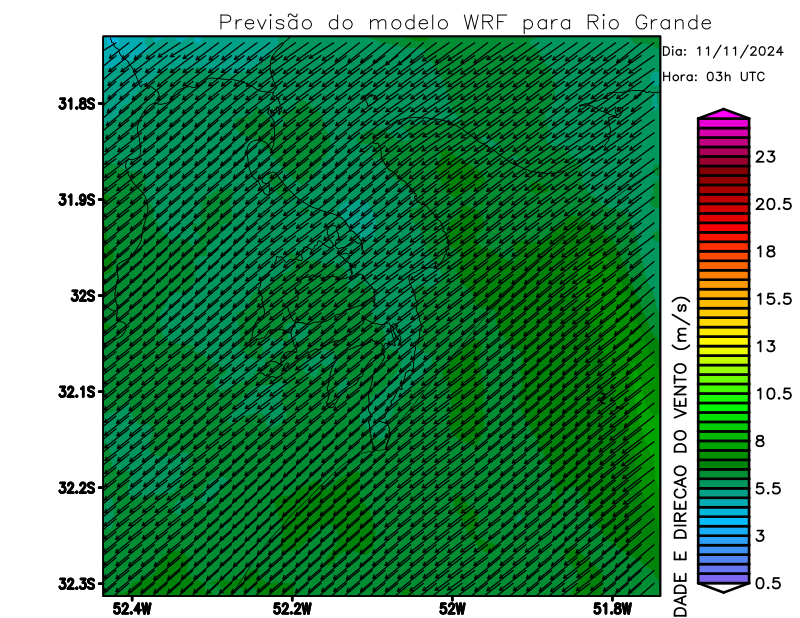 Previsão do modelo WRF para Rio Grande
Dia: 11/11/2024
Hora: 03h UTC
31.8S
31.9S
32S
32.1S
32.2S
32.3S
52.4W
52.2W
52W
51.8W
23
20.5
18
15.5
13
10.5
8
5.5
3
0.5
DADE E DIRECAO DO VENTO (m/s)